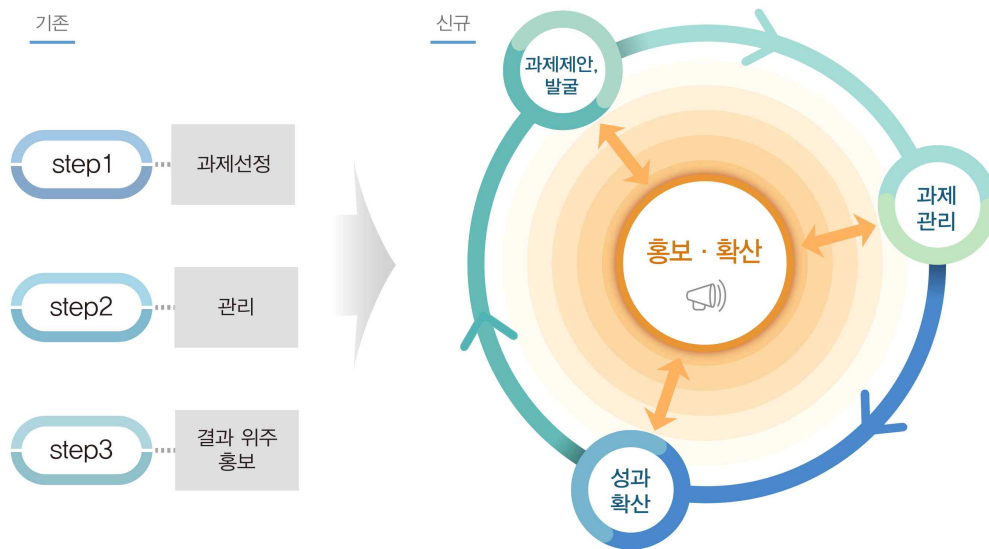 기존
step1
과제선정
step2
관리
step3
결과 위주
홍보
신규
과제제안,
발굴
과제
관리
홍보 · 확산
성과
확산